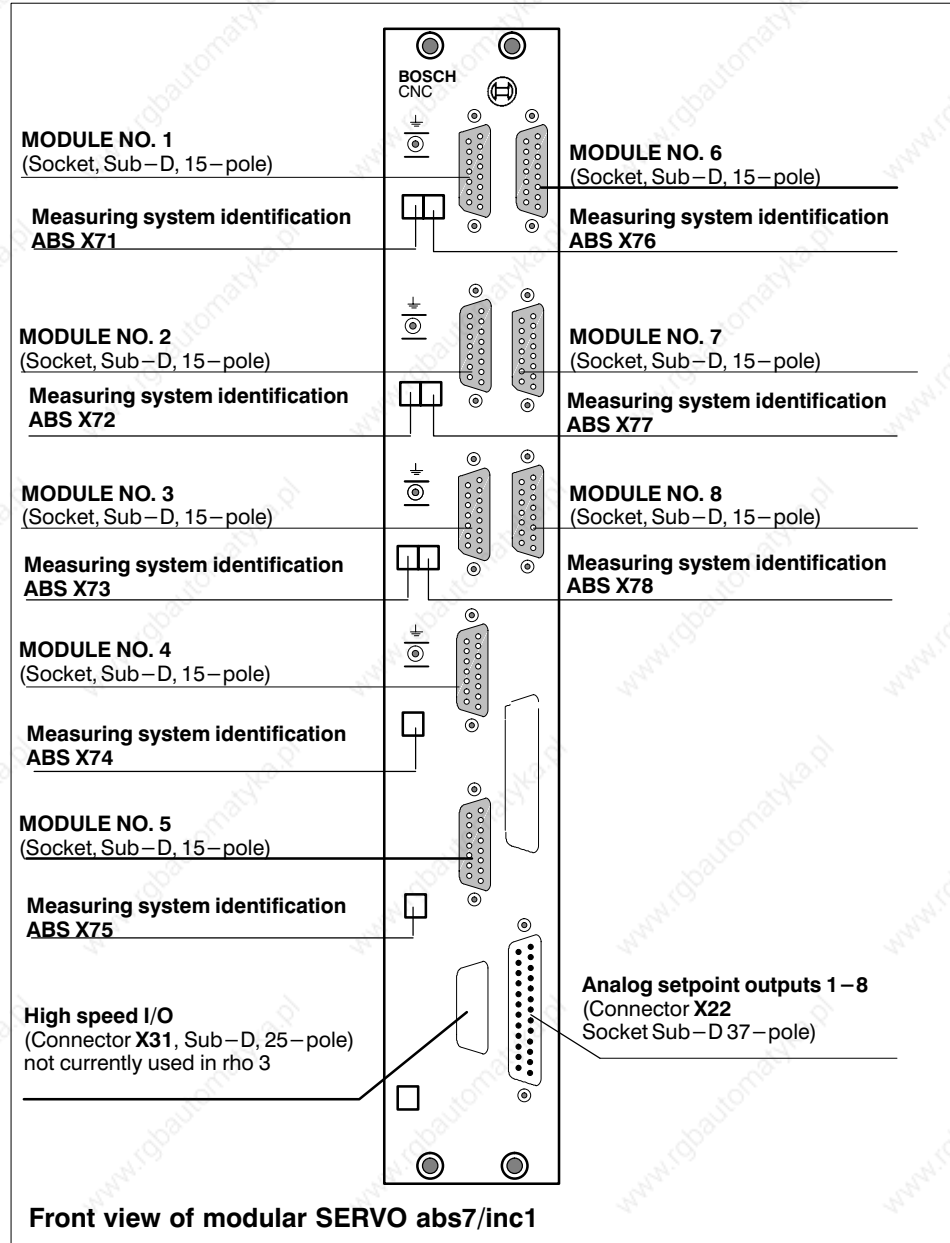 BOSCH
CNC
MODULE NO. 1
(Socket, Sub-D, 15-pole)
Measuring system identification
ABS X71
MODULE NO. 6
(Socket, Sub-D, 15-pole)
Measuring system identification
ABS X76
MODULE NO. 2
(Socket, Sub-D, 15-pole)
Measuring system identification
ABS X72
MODULE NO. 7
(Socket, Sub-D, 15-pole)
Measuring system identification
ABS X77
MODULE NO. 3
(Socket, Sub-D, 15-pole)
Measuring system identification
ABS X73
MODULE NO. 8
(Socket, Sub-D, 15-pole)
Measuring system identification
ABS X78
MODULE NO. 4
(Socket, Sub-D, 15-pole)
Measuring system identification
ABS X74
MODULE NO. 5
(Socket, Sub-D, 15-pole)
Measuring system identification
ABS X75
High speed I/O
(Connector X31, Sub-D, 25-pole)
not currently used in rho 3
Analog setpoint outputs 1-8
(Connector X22
Socket Sub-D 37-pole)
Front view of modular SERVO abs7/inc1
www.rgbautomatyka.pl